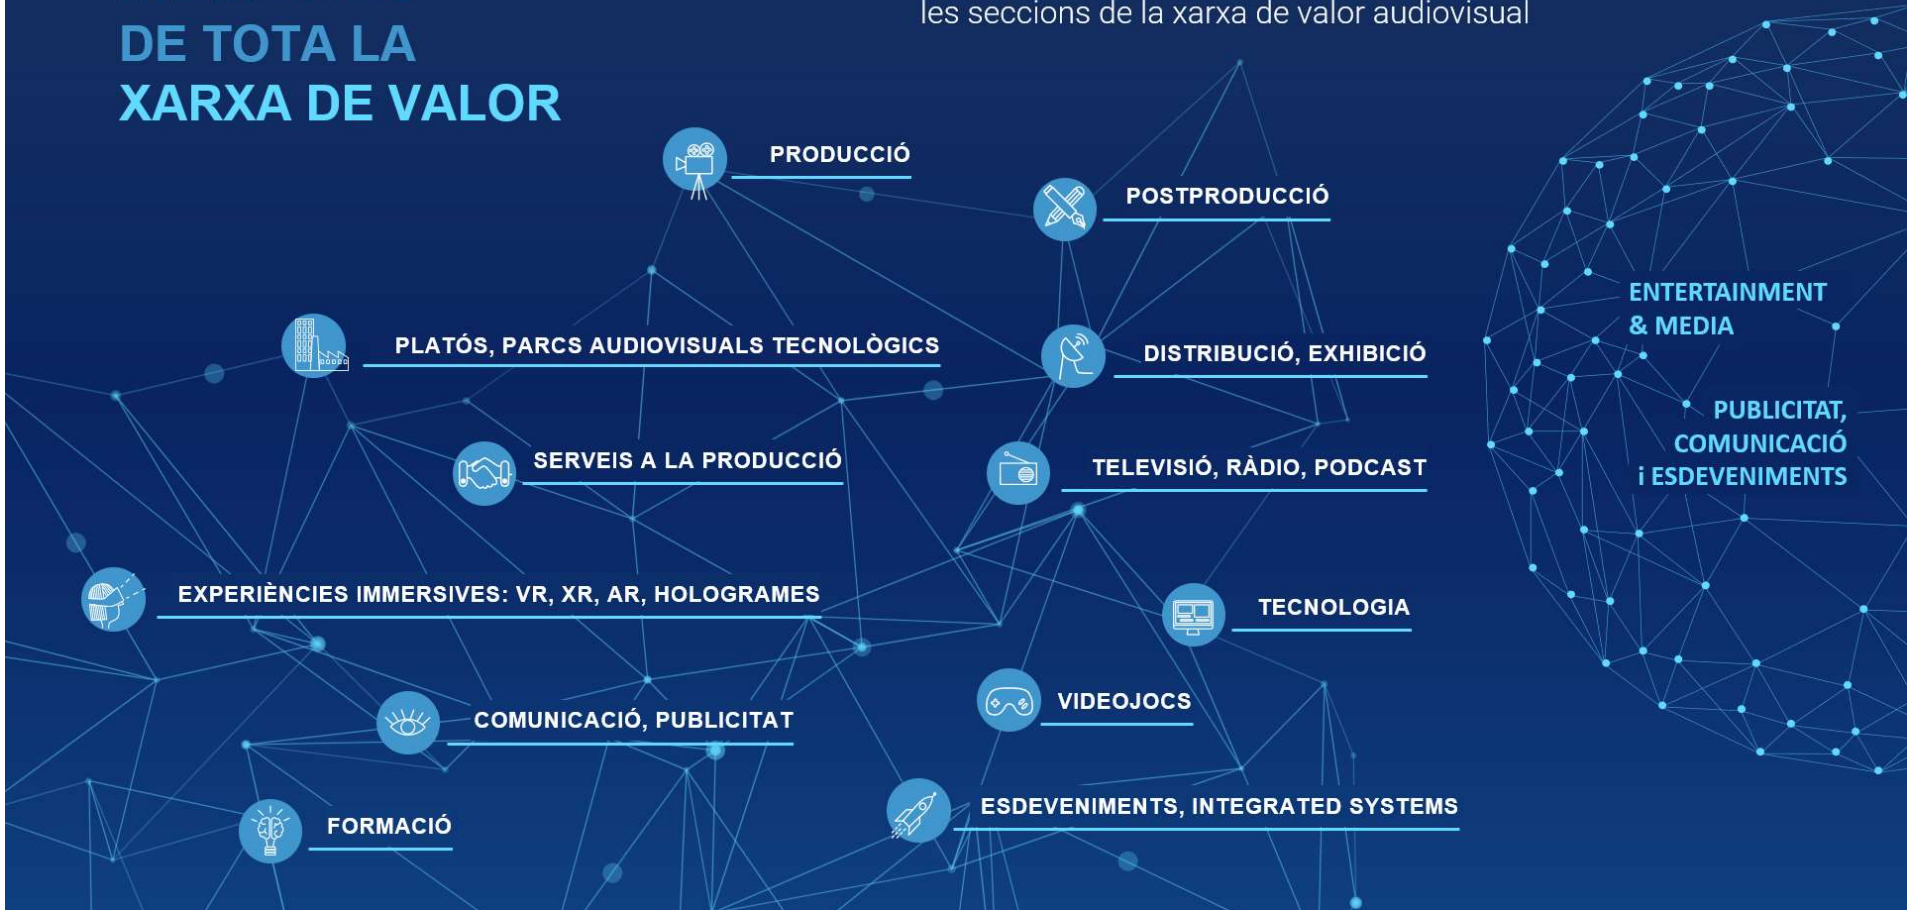 DE TOTA LA
XARXA DE VALOR
les seccions de la xarxa de valor audiovisual
PRODUCCIÓ
POSTPRODUCCIÓ
PLATÓS, PARCS AUDIOVISUALS TECNOLÒGICS
DISTRIBUCIÓ, EXHIBICIÓ
SERVEIS A LA PRODUCCIÓ
TELEVISIÓ, RÀDIO, PODCAST
EXPERIÈNCIES IMMERSIVES: VR, XR, AR, HOLOGRAMES
TECNOLOGIA
COMUNICACIÓ, PUBLICITAT
VIDEOJOCS
FORMACIÓ
ESDEVENIMENTS, INTEGRATED SYSTEMS
ENTERTAINMENT
& MEDIA
PUBLICITAT,
COMUNICACIÓ
i ESDEVENIMENTS